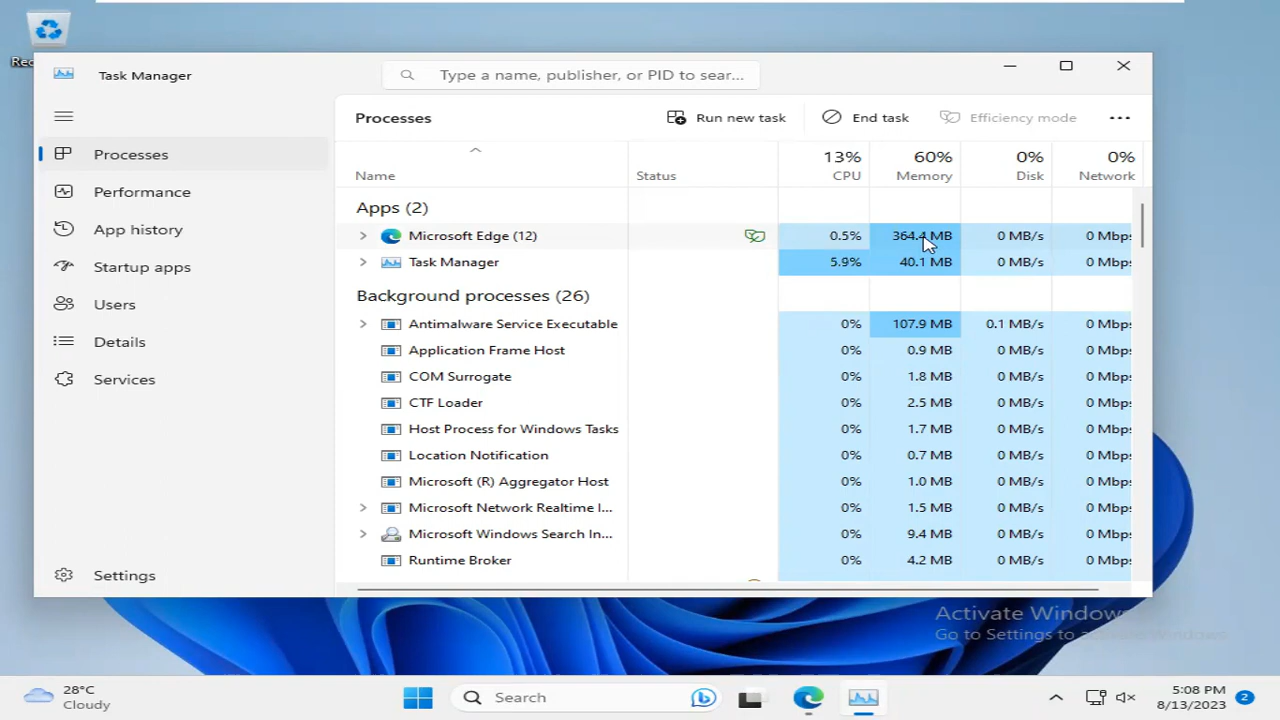 Rec
Task Manager
Type a name, publisher, or PID to sear...
Processes
Run new task
End task
Efficiency mode
Processes
Performance
App history
Startup apps
Users
Details
Services
Settings
Name
Status
13%
CPU
60%
Memory
0%
Disk
0%
Network
Apps (2)
Microsoft Edge (12) 0.5% 364.4 MB 0 MB/s 0 Mbps
Task Manager 5.9% 40.1 MB 0 MB/s 0 Mbps
Background processes (26)
Antimalware Service Executable 0% 107.9 MB 0.1 MB/s 0 Mbps
Application Frame Host 0% 0.9 MB 0 MB/s 0 Mbps
COM Surrogate 0% 1.8 MB 0 MB/s 0 Mbps
CTF Loader 0% 2.5 MB 0 MB/s 0 Mbps
Host Process for Windows Tasks 0% 1.7 MB 0 MB/s 0 Mbps
Location Notification 0% 0.7 MB 0 MB/s 0 Mbps
Microsoft (R) Aggregator Host 0% 1.0 MB 0 MB/s 0 Mbps
Microsoft Network Realtime I... 0% 1.5 MB 0 MB/s 0 Mbps
Microsoft Windows Search In... 0% 9.4 MB 0 MB/s 0 Mbps
Runtime Broker 0% 4.2 MB 0 MB/s 0 Mbps
Activate Windows
Go to Settings to activate Windows.
28°C
Cloudy
Search
5:08 PM
8/13/2023
2